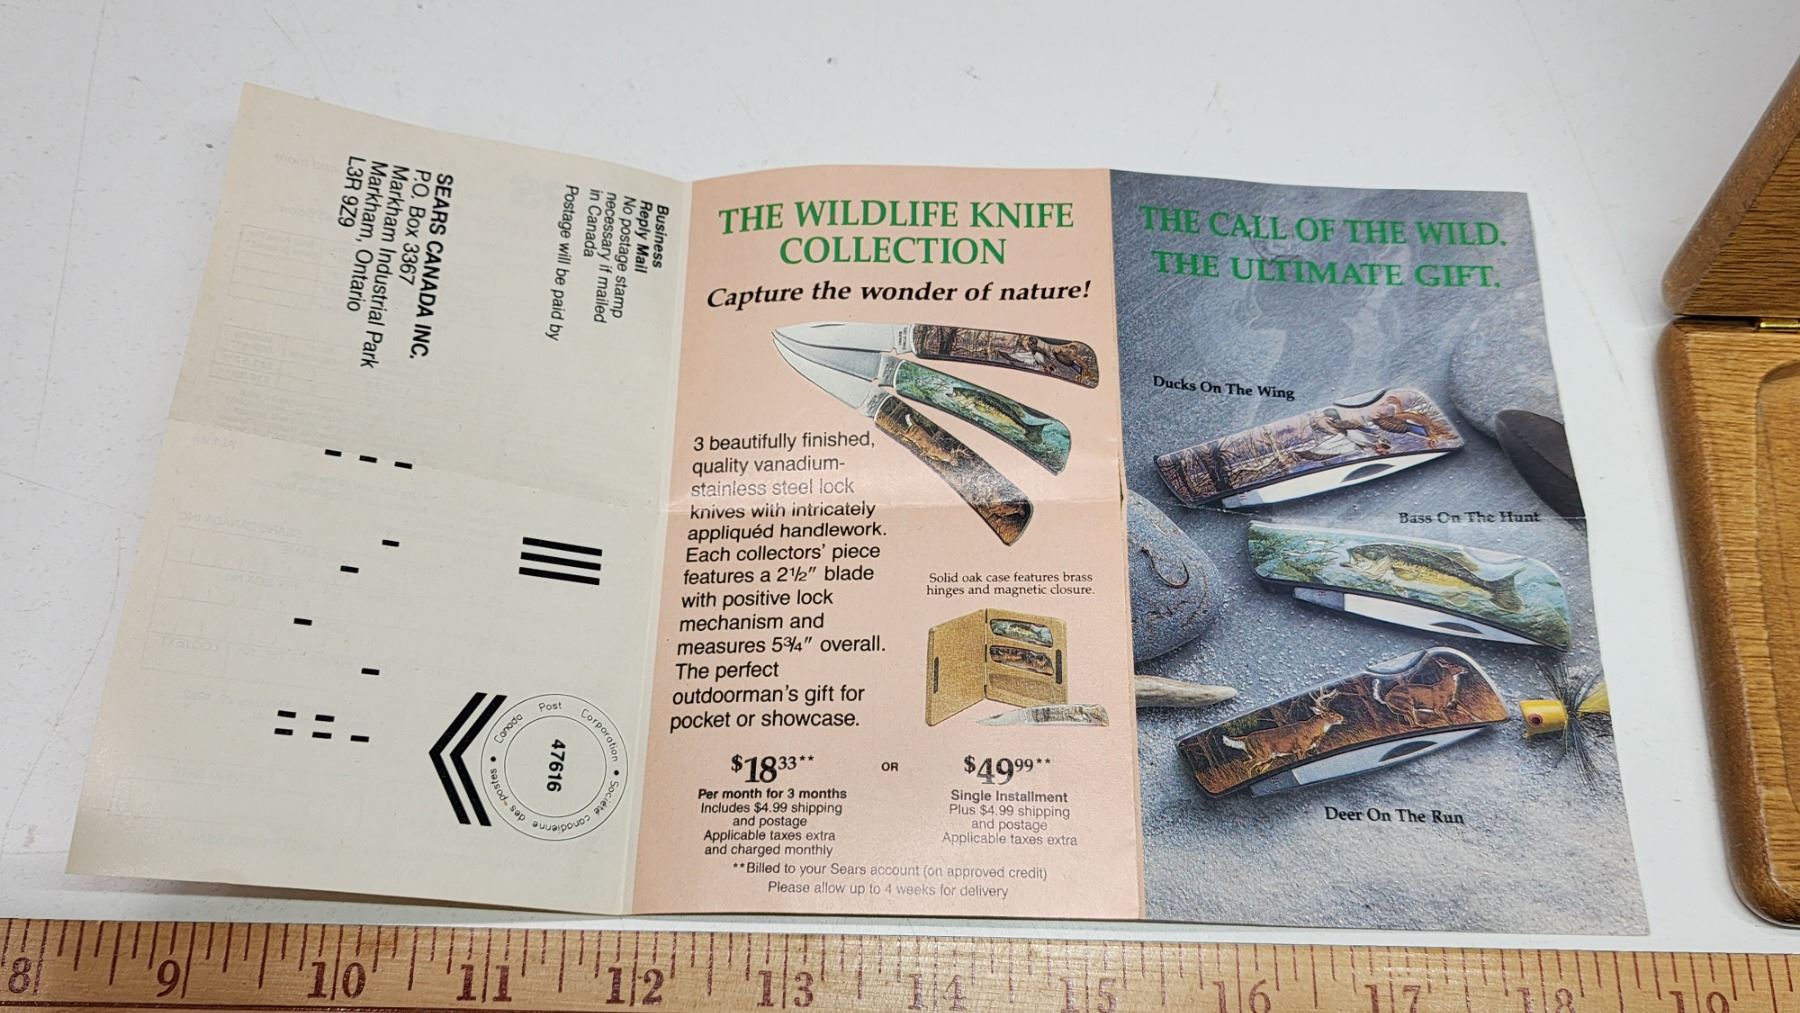 SEARS CANADA INC.
P.O. Box 3367
Markham Industrial Park
Markham, Ontario
L3R 9Z9
Business
Reply Mail
No postage stamp
necessary if mailed
in Canada
Postage will be paid by
Canada Post Corporation • Société canadienne des postes •
47616
THE WILDLIFE KNIFE
COLLECTION
Capture the wonder of nature!
3 beautifully finished,
quality vanadium-
stainless steel lock
knives with intricately
appliquéd handlework.
Each collectors' piece
features a 2½" blade
with positive lock
mechanism and
measures 5¾" overall.
The perfect
outdoorman's gift for
pocket or showcase.
Solid oak case features brass
hinges and magnetic closure.
$18³³**
Per month for 3 months
Includes $4.99 shipping
and postage
Applicable taxes extra
and charged monthly
OR
$49⁹⁹**
Single Installment
Plus $4.99 shipping
and postage
Applicable taxes extra
**Billed to your Sears account (on approved credit)
Please allow up to 4 weeks for delivery
THE CALL OF THE WILD.
THE ULTIMATE GIFT.
Ducks On The Wing
Bass On The Hunt
Deer On The Run
8 9 10 11 12 13 14 15 16 17 18 19